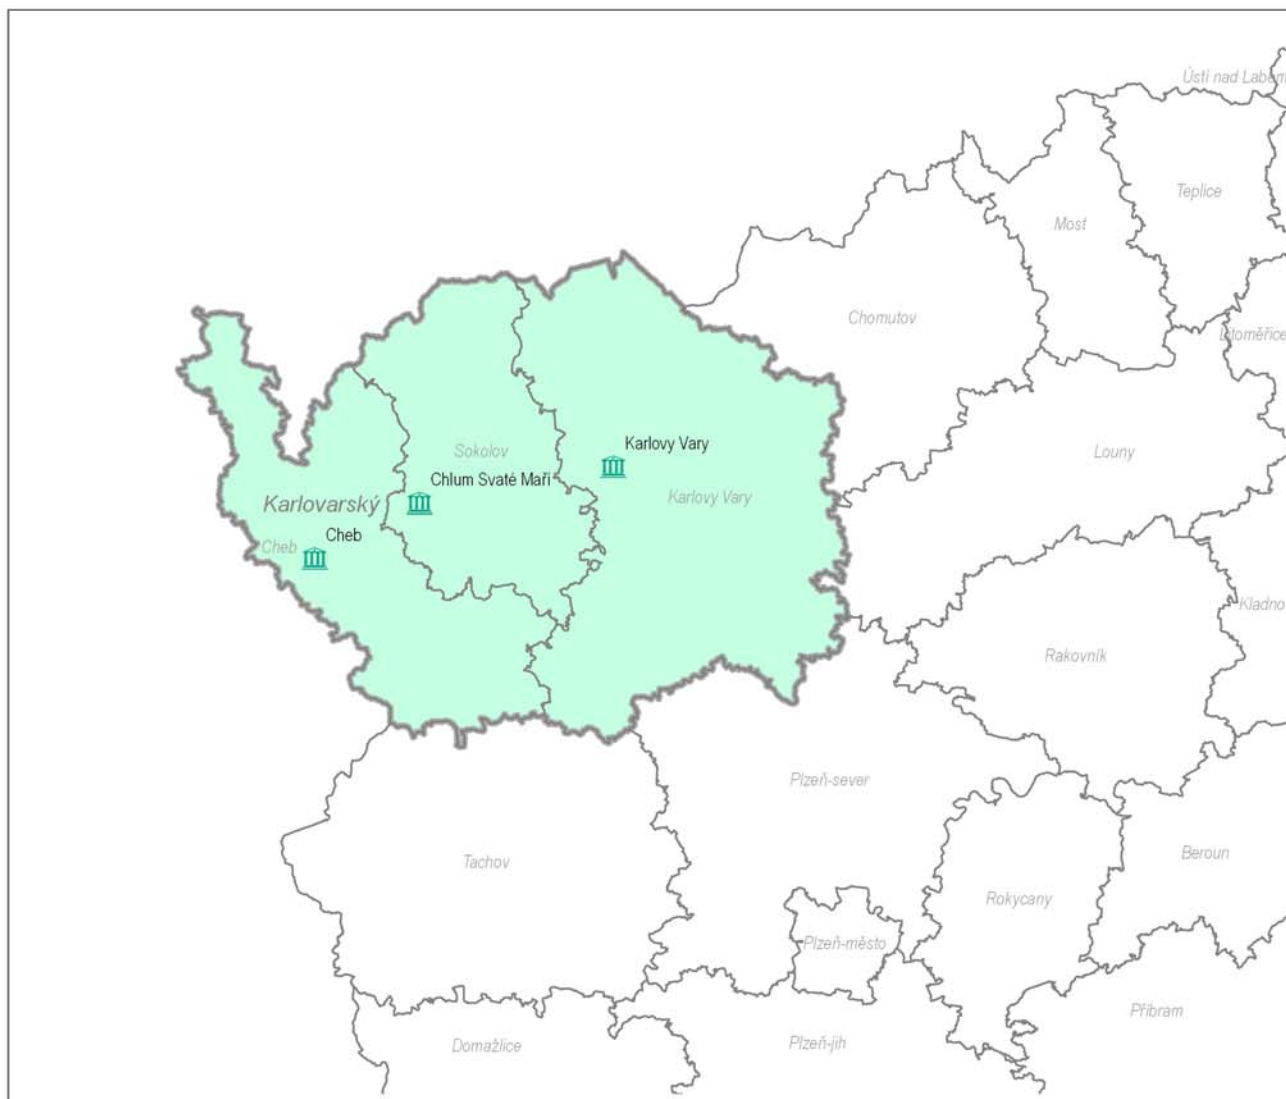 Ústí nad Labem
Teplice
Most
Chomutov
Litoměřice
Karlovy Vary
Sokolov
Louny
Chlum Svaté Maří
Karlovy Vary
Karlovarský
Cheb
Cheb
Kladno
Rakovník
Plzeň-sever
Beroun
Tachov
Rokycany
Plzeň-město
Příbram
Plzeň-jih
Domažlice